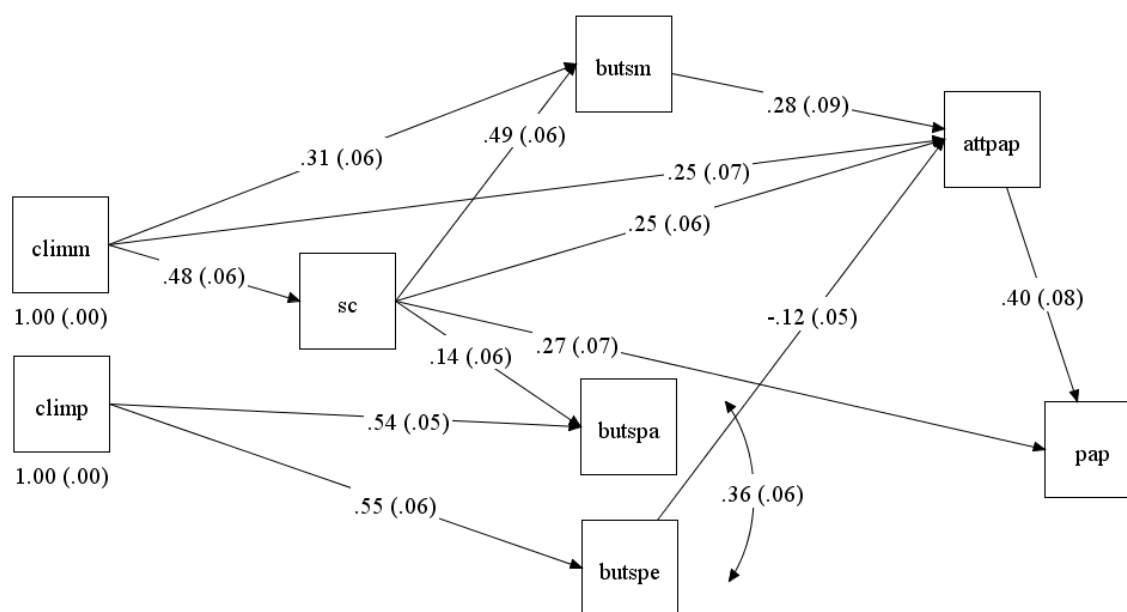 butsm
.28 (.09)
attpap
.49 (.06)
.31 (.06)
.25 (.07)
.25 (.06)
climm
.48 (.06)
sc
1.00 (.00)
-.12 (.05)
.40 (.08)
.27 (.07)
.14 (.06)
climp
.54 (.05)
butspa
pap
1.00 (.00)
.55 (.06)
.36 (.06)
butspe